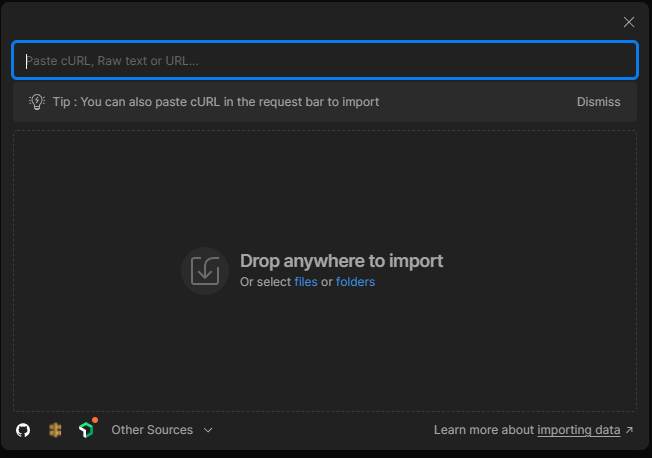 Paste cURL, Raw text or URL...
Tip : You can also paste cURL in the request bar to import Dismiss
Drop anywhere to import
Or select files or folders
Other Sources Learn more about importing data